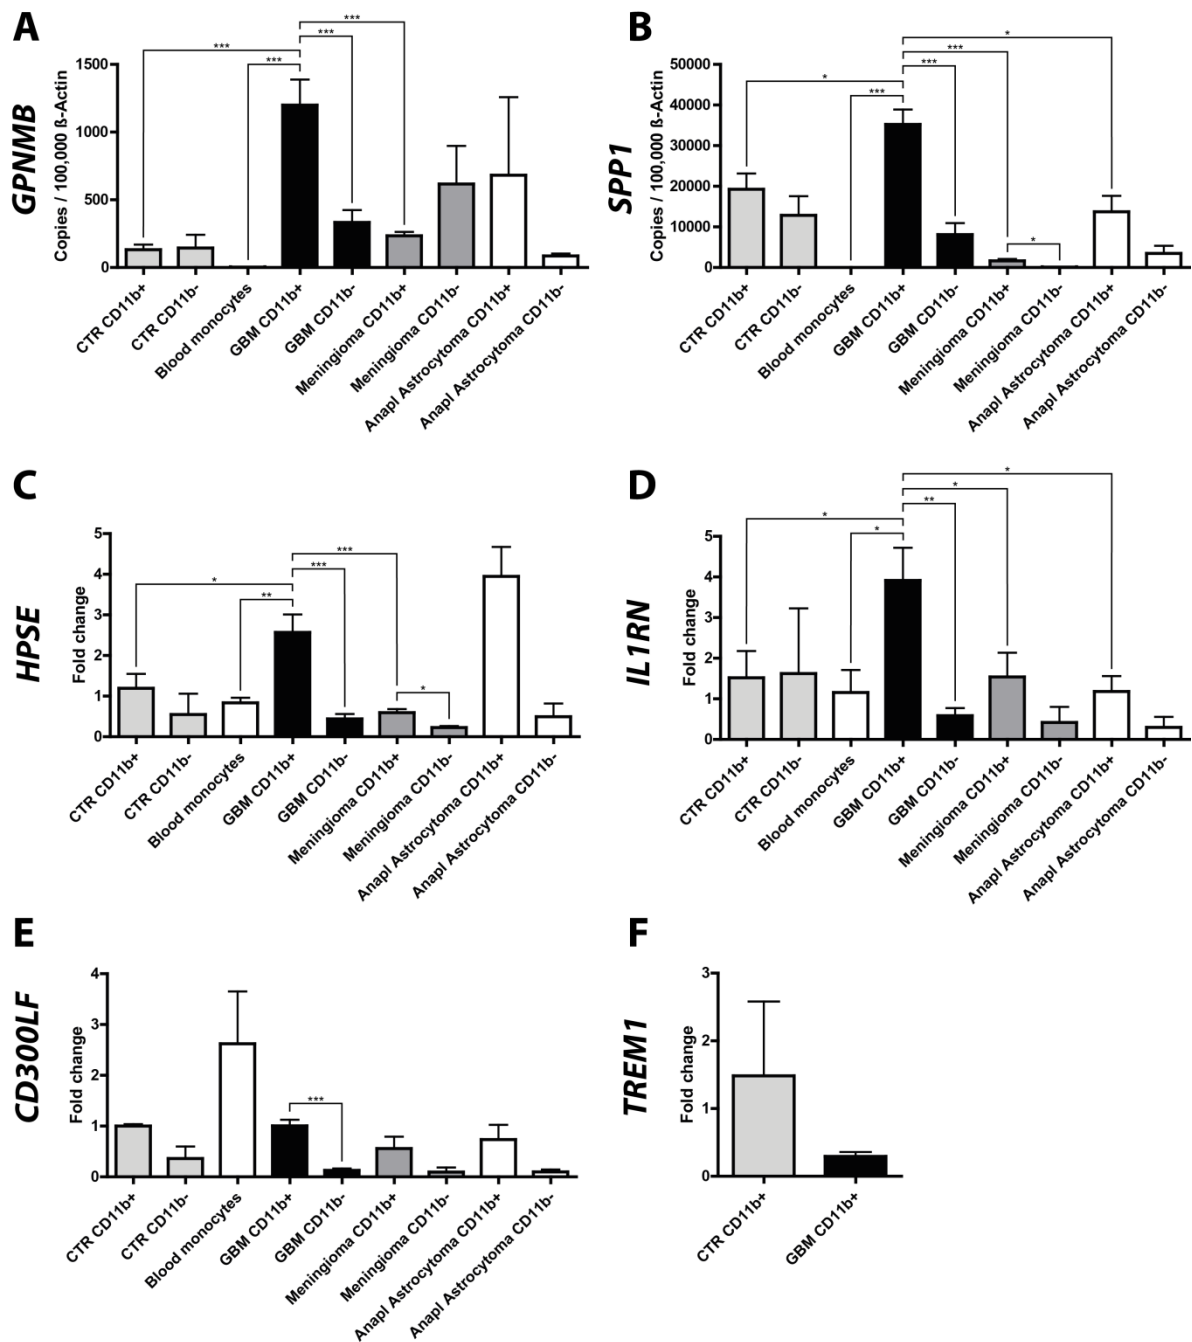 A
GPNMB
Copies / 100,000 ß-Actin
1500
1000
500
0
***
***
***
***
CTR CD11b+
CTR CD11b-
Blood monocytes
GBM CD11b+
GBM CD11b-
Meningioma CD11b+
Meningioma CD11b-
Anapl Astrocytoma CD11b+
Anapl Astrocytoma CD11b-
B
SPP1
Copies / 100,000 ß-Actin
50000
40000
30000
20000
10000
0
*
***
***
*
***
*
CTR CD11b+
CTR CD11b-
Blood monocytes
GBM CD11b+
GBM CD11b-
Meningioma CD11b+
Meningioma CD11b-
Anapl Astrocytoma CD11b+
Anapl Astrocytoma CD11b-
C
HPSE
Fold change
5
4
3
2
1
0
***
***
*
**
*
CTR CD11b+
CTR CD11b-
Blood monocytes
GBM CD11b+
GBM CD11b-
Meningioma CD11b+
Meningioma CD11b-
Anapl Astrocytoma CD11b+
Anapl Astrocytoma CD11b-
D
IL1RN
Fold change
5
4
3
2
1
0
*
*
**
*
*
CTR CD11b+
CTR CD11b-
Blood monocytes
GBM CD11b+
GBM CD11b-
Meningioma CD11b+
Meningioma CD11b-
Anapl Astrocytoma CD11b+
Anapl Astrocytoma CD11b-
E
CD300LF
Fold change
4
3
2
1
0
***
CTR CD11b+
CTR CD11b-
Blood monocytes
GBM CD11b+
GBM CD11b-
Meningioma CD11b+
Meningioma CD11b-
Anapl Astrocytoma CD11b+
Anapl Astrocytoma CD11b-
F
TREM1
Fold change
3
2
1
0
CTR CD11b+
GBM CD11b+